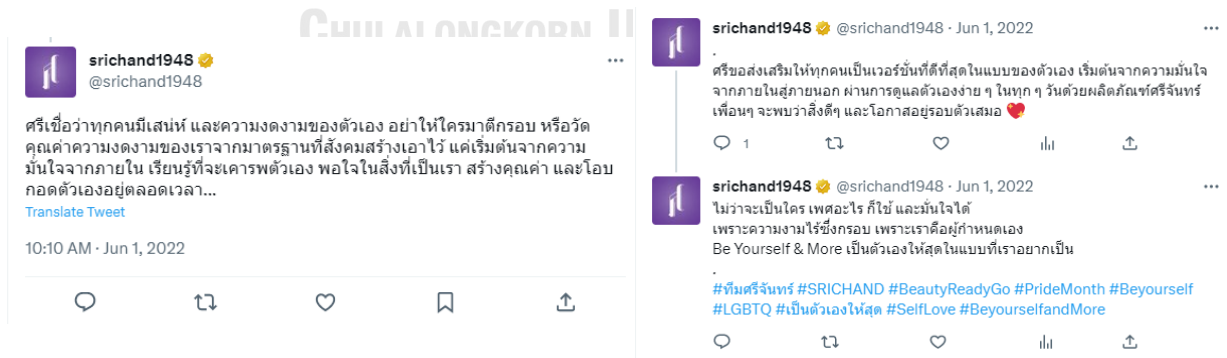 CHULALONGKORN U
srichand1948 @srichand1948
ศรีเชื่อว่าทุกคนมีเสน่ห์ และความงดงามของตัวเอง อย่าให้ใครมาตีกรอบ หรือวัด
คุณค่าความงดงามของเราจากมาตรฐานที่สังคมสร้างเอาไว้ แค่เริ่มต้นจากความ
มั่นใจจากภายใน เรียนรู้ที่จะเคารพตัวเอง พอใจในสิ่งที่เป็นเรา สร้างคุณค่า และโอบ
กอดตัวเองอยู่ตลอดเวลา...
Translate Tweet
10:10 AM · Jun 1, 2022
srichand1948 @srichand1948 · Jun 1, 2022
.
ศรีขอส่งเสริมให้ทุกคนเป็นเวอร์ชั่นที่ดีที่สุดในแบบของตัวเอง เริ่มต้นจากความมั่นใจ
จากภายในสู่ภายนอก ผ่านการดูแลตัวเองง่าย ๆ ในทุก ๆ วันด้วยผลิตภัณฑ์ศรีจันทร์
เพื่อนๆ จะพบว่าสิ่งดีๆ และโอกาสอยู่รอบตัวเสมอ 💖
1
srichand1948 @srichand1948 · Jun 1, 2022
ไม่ว่าจะเป็นใคร เพศอะไร ก็ใช้ และมั่นใจได้
เพราะความงามไร้ซึ่งกรอบ เพราะเราคือผู้กำหนดเอง
Be Yourself & More เป็นตัวเองให้สุดในแบบที่เราอยากเป็น
.
#ทีมศรีจันทร์ #SRICHAND #BeautyReadyGo #PrideMonth #Beyourself
#LGBTQ #เป็นตัวเองให้สุด #SelfLove #BeyourselfandMore